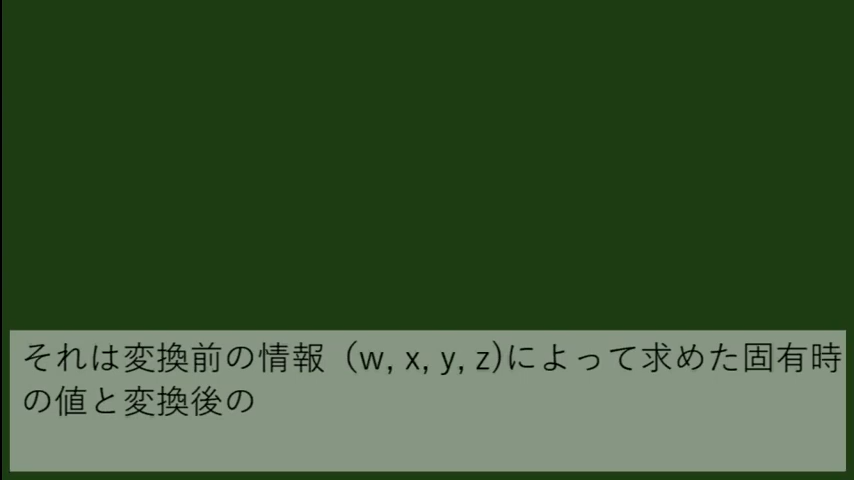 それは変換前の情報（w, x, y, z)によって求めた固有時
の値と変換後の